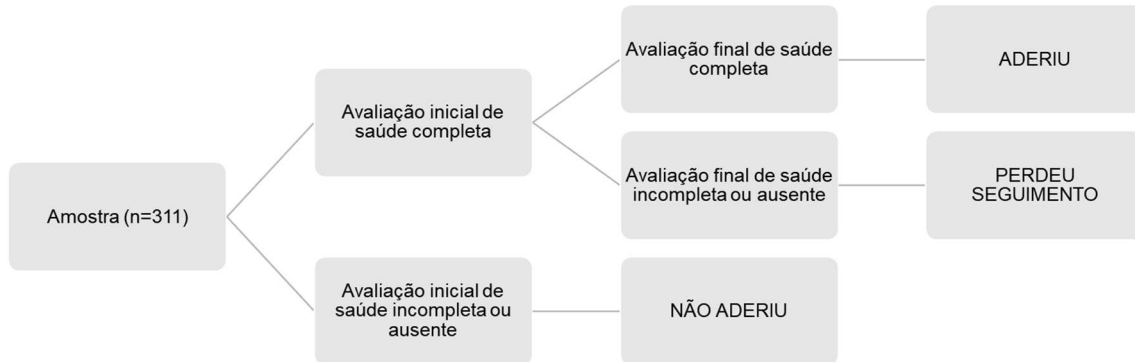 Avaliação final de saúde
completa
ADERIU
Avaliação inicial de
saúde completa
Avaliação final de saúde
incompleta ou ausente
PERDEU
SEGUIMENTO
Amostra (n=311)
Avaliação inicial de
saúde incompleta ou
ausente
NÃO ADERIU